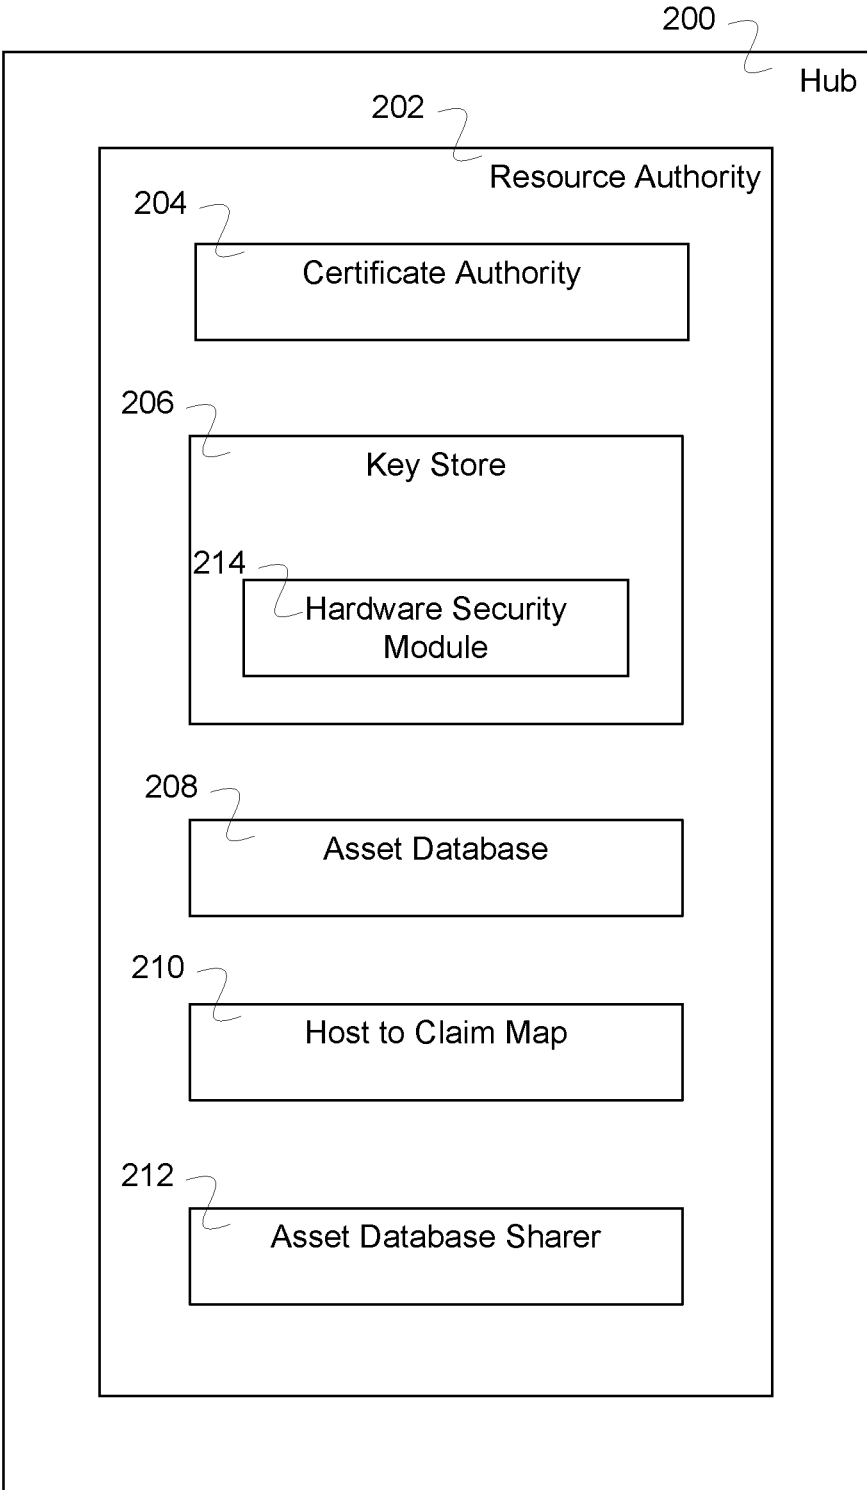 200
Hub
202
Resource Authority
204
Certificate Authority
206
Key Store
214
Hardware Security
Module
208
Asset Database
210
Host to Claim Map
212
Asset Database Sharer